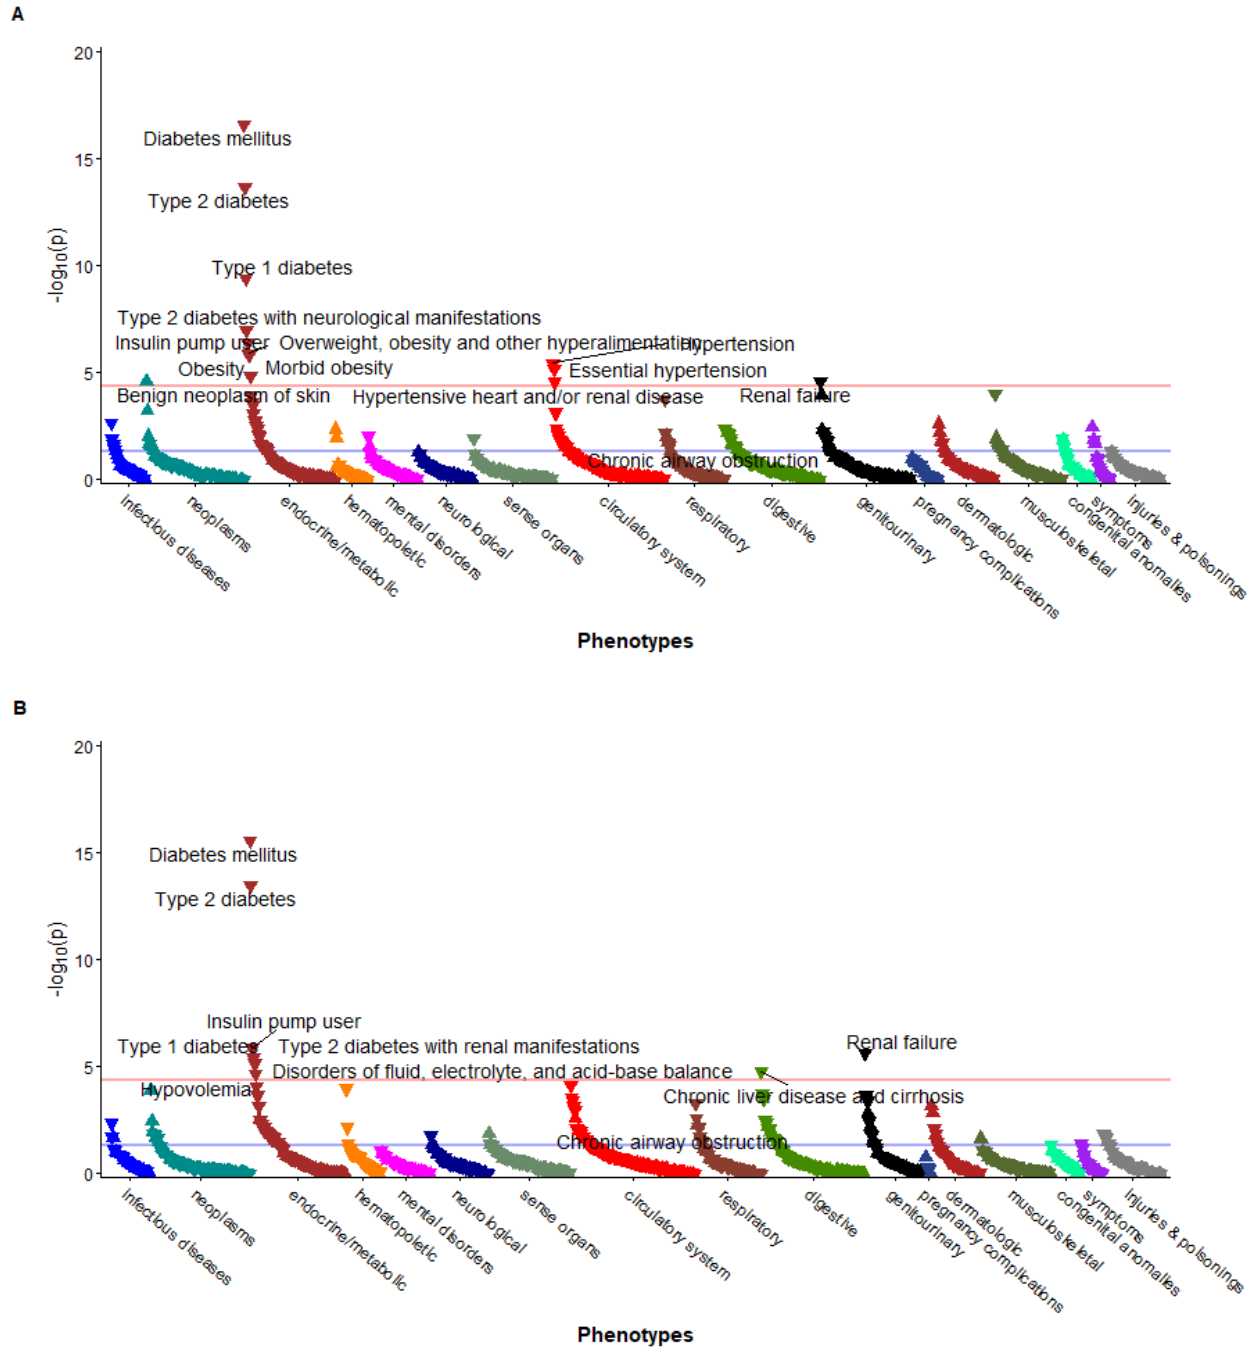 A
20
Diabetes mellitus
15
Type 2 diabetes
-log10(p)
10
Type 1 diabetes
Type 2 diabetes with neurological manifestations
Insulin pump user Overweight, obesity and other hyperalimentation Hypertension
5
Obesity Morbid obesity Essential hypertension
Benign neoplasm of skin Hypertensive heart and/or renal disease Renal failure
Chronic airway obstruction
0
infectious diseases
neoplasms
endocrine/metabolic
hematopoietic
mental disorders
neurological
sense organs
circulatory system
respiratory
digestive
genitourinary
pregnancy complications
dermatologic
musculoskeletal
congenital anomalies
symptoms
injuries & poisonings
Phenotypes
B
20
Diabetes mellitus
15
Type 2 diabetes
-log10(p)
10
Insulin pump user
Type 1 diabetes Type 2 diabetes with renal manifestations Renal failure
5
Disorders of fluid, electrolyte, and acid-base balance
Hypovolemia Chronic liver disease and cirrhosis
Chronic airway obstruction
0
infectious diseases
neoplasms
endocrine/metabolic
hematopoietic
mental disorders
neurological
sense organs
circulatory system
respiratory
digestive
genitourinary
pregnancy complications
dermatologic
musculoskeletal
congenital anomalies
symptoms
injuries & poisonings
Phenotypes